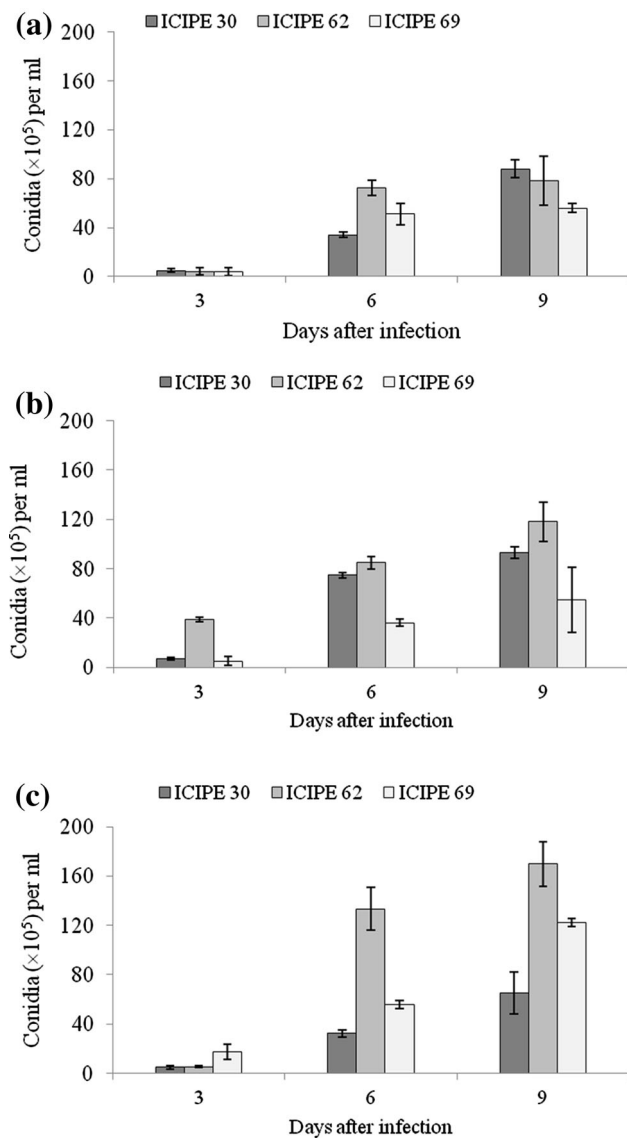 (a)
ICIPE 30 ICIPE 62 ICIPE 69
200
160
120
80
40
0
Conidia (×10⁵) per ml
3 6 9
Days after infection
(b)
ICIPE 30 ICIPE 62 ICIPE 69
200
160
120
80
40
0
Conidia (×10⁵) per ml
3 6 9
Days after infection
(c)
ICIPE 30 ICIPE 62 ICIPE 69
200
160
120
80
40
0
Conidia (×10⁵) per ml
3 6 9
Days after infection